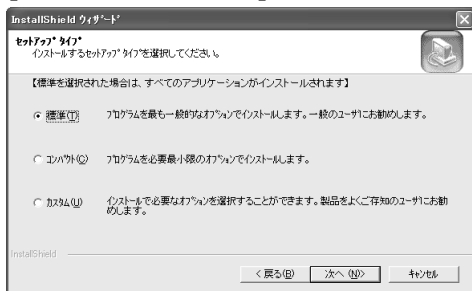 InstallShield ウィザード
セットアップ タイプ
インストールするセットアップ タイプを選択してください。
【標準を選択された場合は、すべてのアプリケーションがインストールされます】
標準(T)
プログラムを最も一般的なオプションでインストールします。一般のユーザにお勧めします。
コンパクト(C)
プログラムを必要最小限のオプションでインストールします。
カスタム(U)
インストールで必要なオプションを選択することができます。製品をよくご存知のユーザにお勧
めします。
InstallShield
< 戻る(B)
次へ (N)>
キャンセル